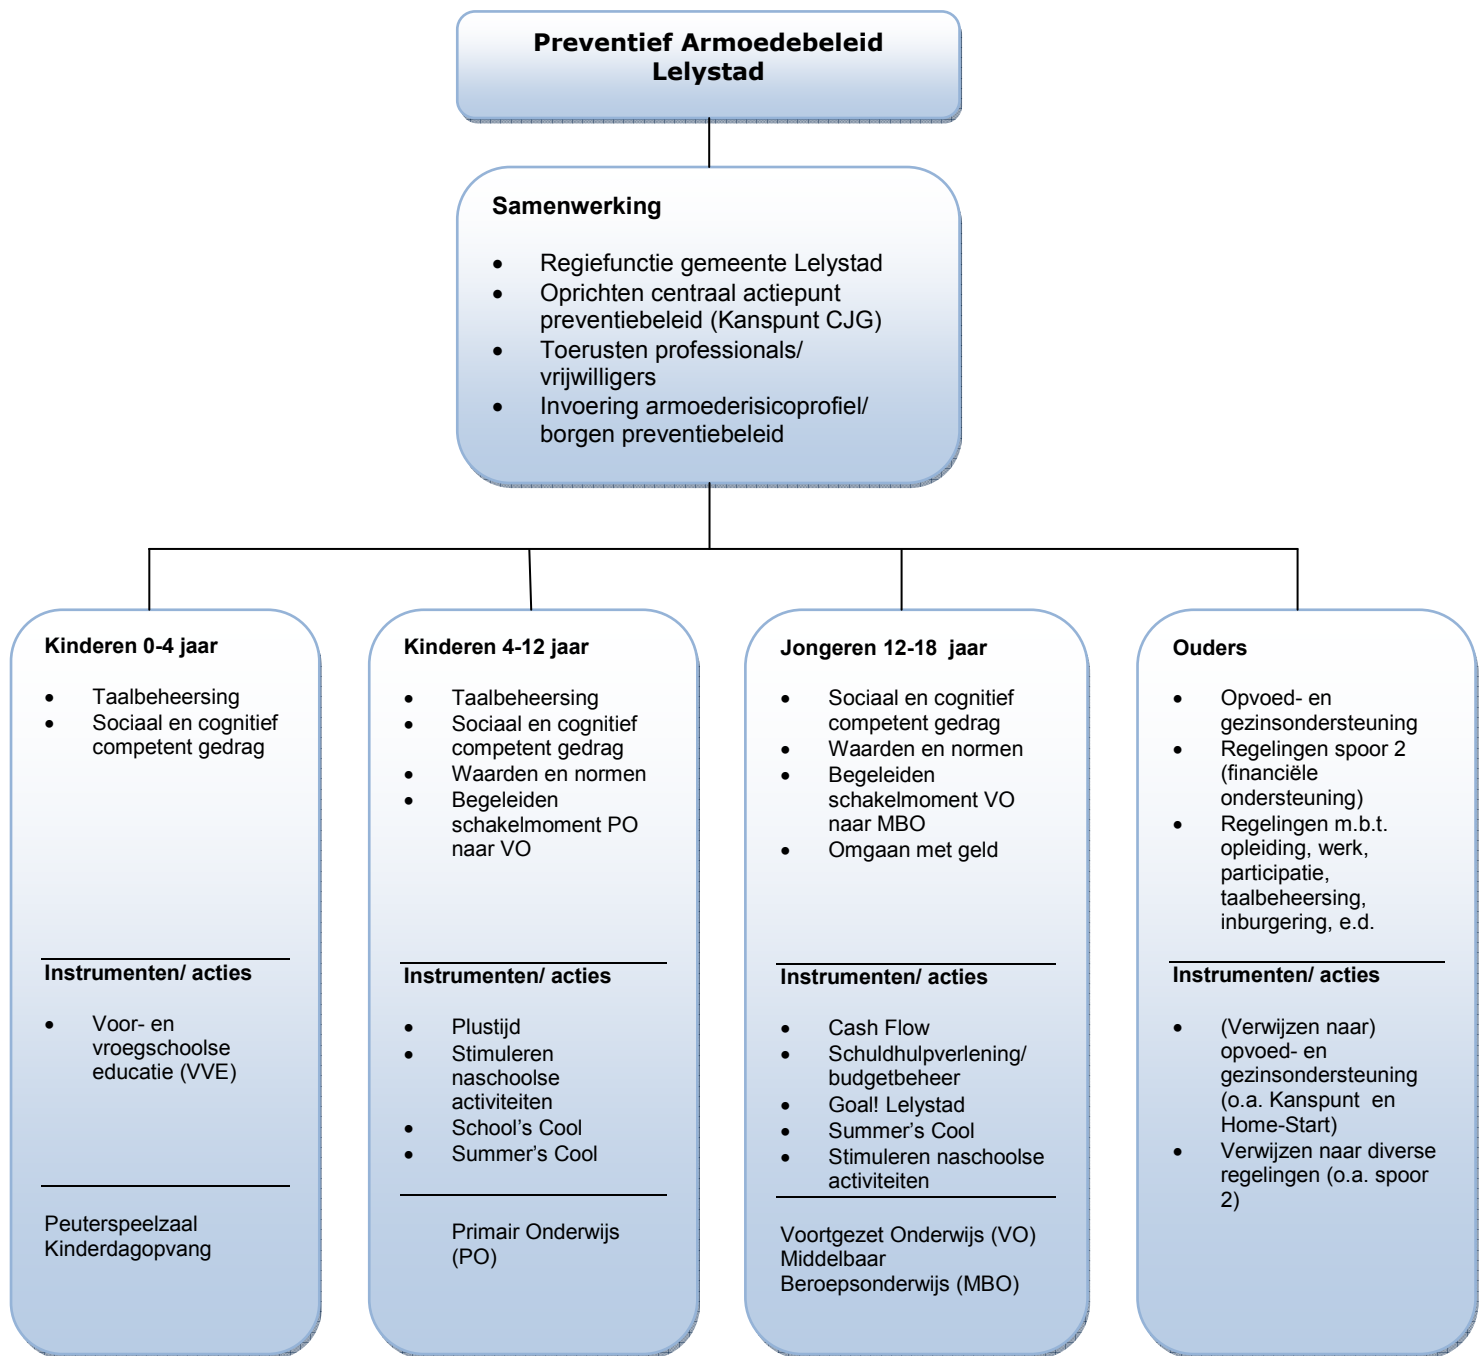 Preventief Armoedebeleid
Lelystad
Samenwerking
• Regiefunctie gemeente Lelystad
• Oprichten centraal actiepunt
preventiebeleid (Kanspunt CJG)
• Toerusten professionals/
vrijwilligers
• Invoering armoederisicoprofiel/
borgen preventiebeleid
Kinderen 0-4 jaar
• Taalbeheersing
• Sociaal en cognitief
competent gedrag
Instrumenten/ acties
• Voor- en
vroegschoolse
educatie (VVE)
Peuterspeelzaal
Kinderdagopvang
Kinderen 4-12 jaar
• Taalbeheersing
• Sociaal en cognitief
competent gedrag
• Waarden en normen
• Begeleiden
schakelmoment PO
naar VO
Instrumenten/ acties
• Plustijd
• Stimuleren
naschoolse
activiteiten
• School’s Cool
• Summer’s Cool
Primair Onderwijs
(PO)
Jongeren 12-18 jaar
• Sociaal en cognitief
competent gedrag
• Waarden en normen
• Begeleiden
schakelmoment VO
naar MBO
• Omgaan met geld
Instrumenten/ acties
• Cash Flow
• Schuldhulpverlening/
budgetbeheer
• Goal! Lelystad
• Summer’s Cool
• Stimuleren naschoolse
activiteiten
Voortgezet Onderwijs (VO)
Middelbaar
Beroepsonderwijs (MBO)
Ouders
• Opvoed- en
gezinsondersteuning
• Regelingen spoor 2
(financiële
ondersteuning)
• Regelingen m.b.t.
opleiding, werk,
participatie,
taalbeheersing,
inburgering, e.d.
Instrumenten/ acties
• (Verwijzen naar)
opvoed- en
gezinsondersteuning
(o.a. Kanspunt en
Home-Start)
• Verwijzen naar diverse
regelingen (o.a. spoor
2)